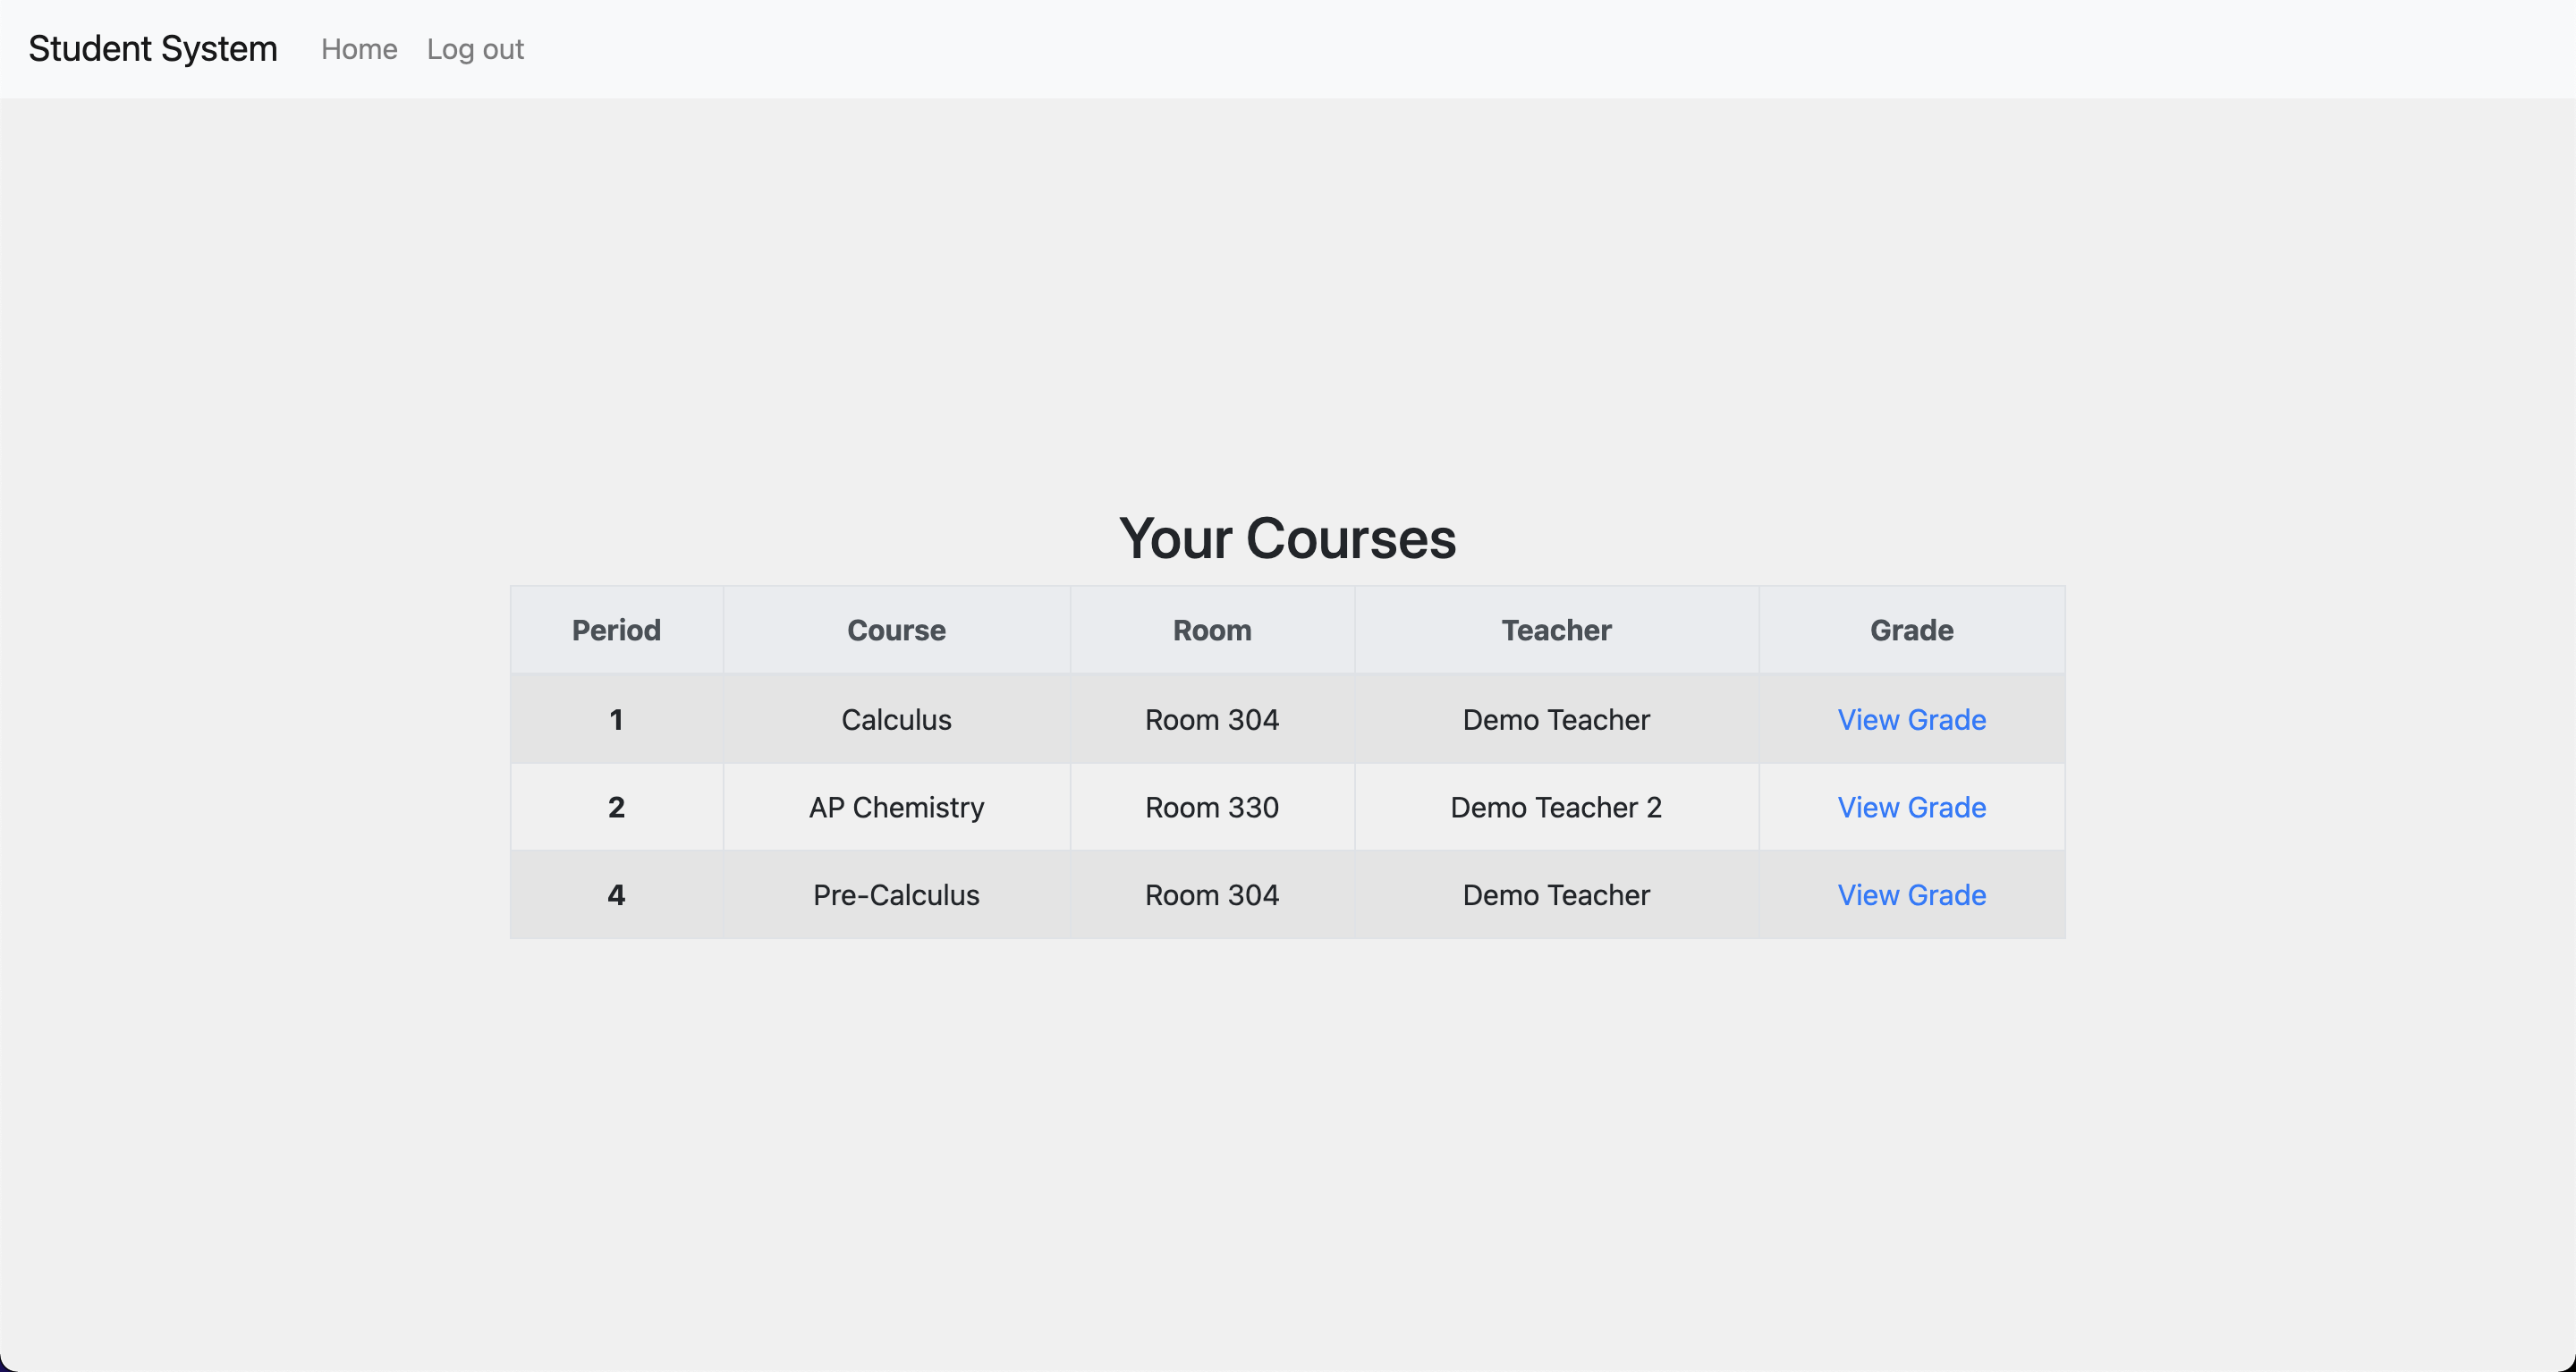 Student System Home Log out
Your Courses
Period Course Room Teacher Grade
1 Calculus Room 304 Demo Teacher View Grade
2 AP Chemistry Room 330 Demo Teacher 2 View Grade
4 Pre-Calculus Room 304 Demo Teacher View Grade